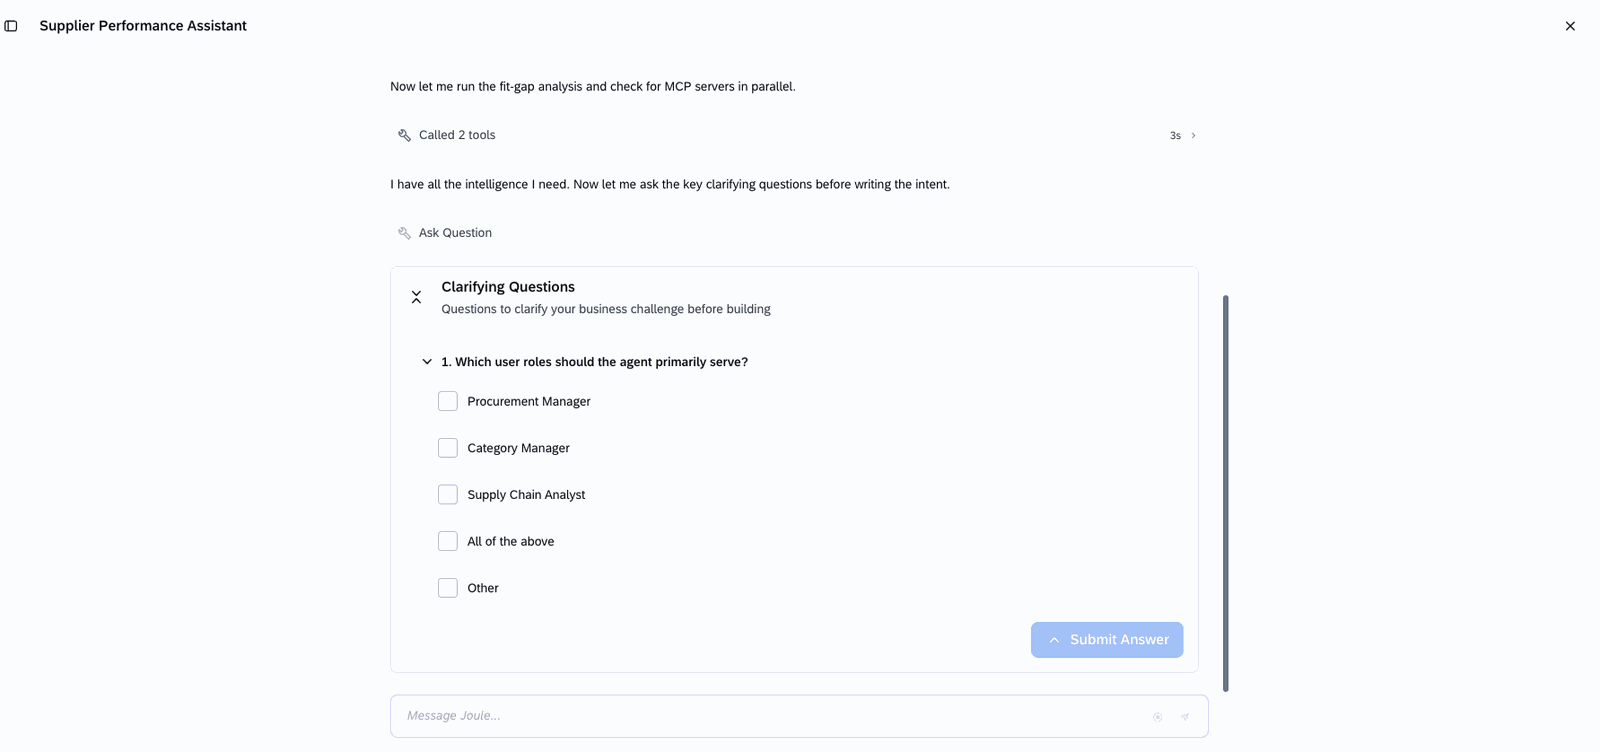 Supplier Performance Assistant
Now let me run the fit-gap analysis and check for MCP servers in parallel.
Called 2 tools
3s
I have all the intelligence I need. Now let me ask the key clarifying questions before writing the intent.
Ask Question
Clarifying Questions
Questions to clarify your business challenge before building
1. Which user roles should the agent primarily serve?
Procurement Manager
Category Manager
Supply Chain Analyst
All of the above
Other
Submit Answer
Message Joule...